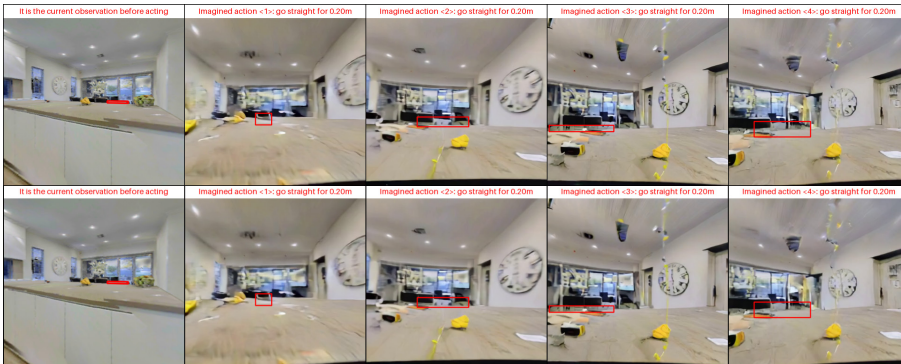 It is the current observation before acting
Imagined action <1>: go straight for 0.20m
Imagined action <2>: go straight for 0.20m
Imagined action <3>: go straight for 0.20m
Imagined action <4>: go straight for 0.20m
It is the current observation before acting
Imagined action <1>: go straight for 0.20m
Imagined action <2>: go straight for 0.20m
Imagined action <3>: go straight for 0.20m
Imagined action <4>: go straight for 0.20m